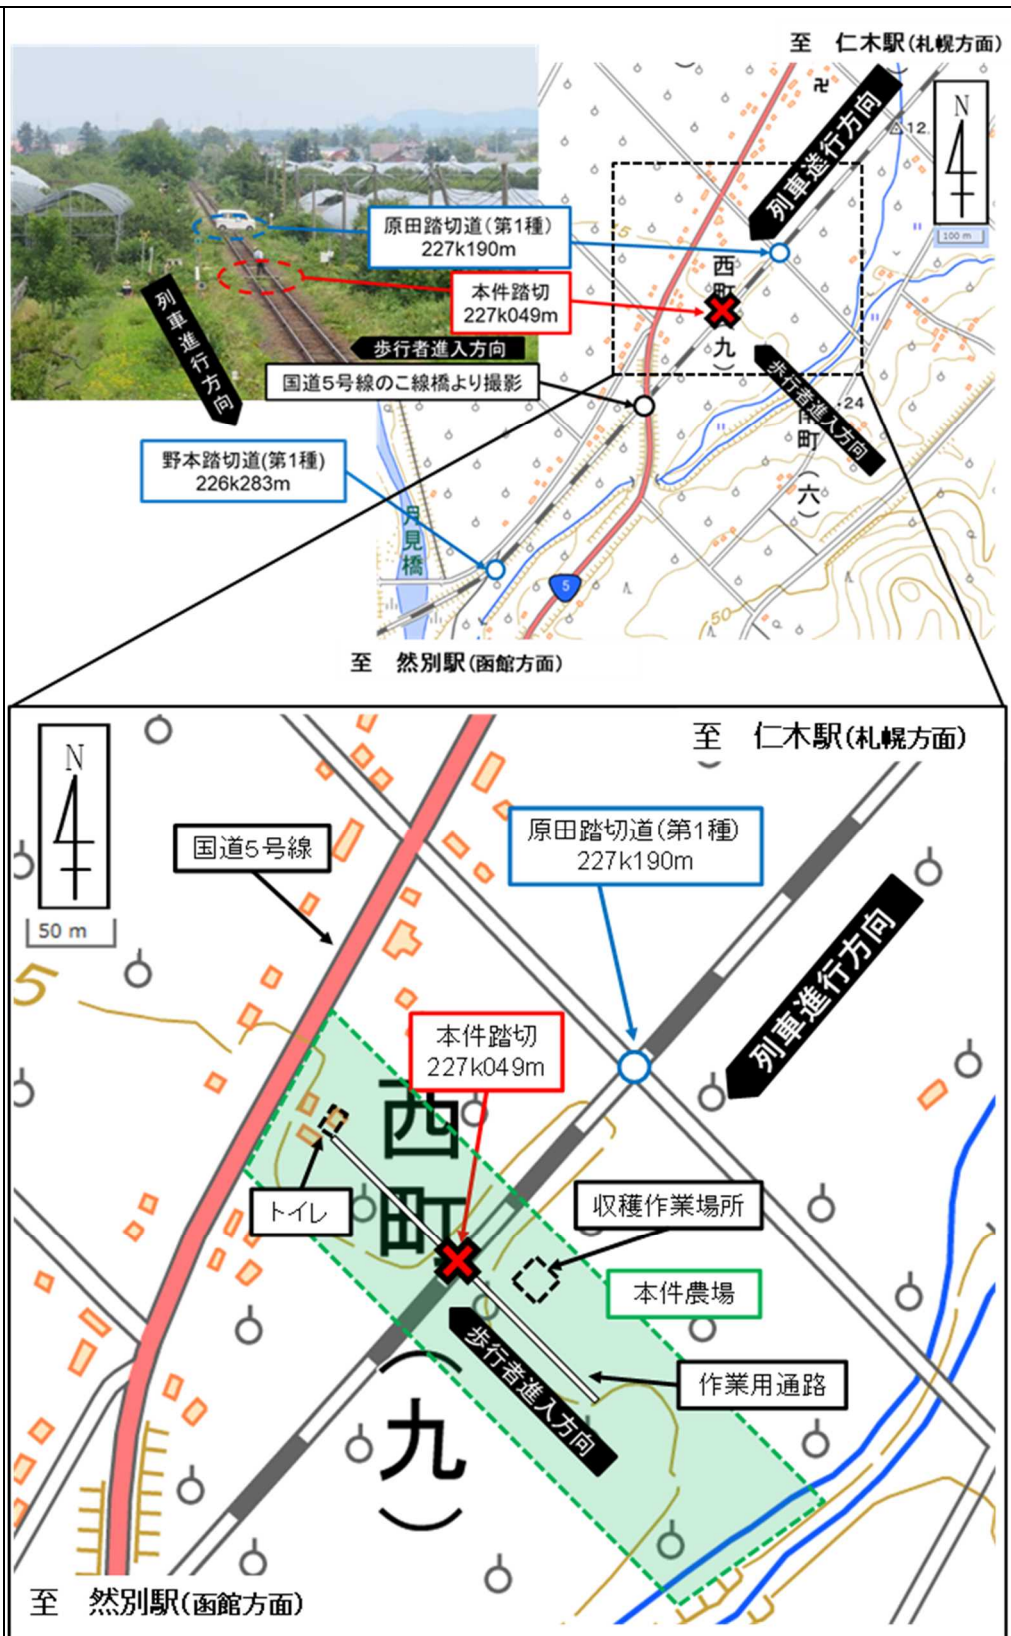 至 仁木駅(札幌方面)
N
100 m
列車進行方向
12.
原田踏切道(第1種)
227k190m
西町
本件踏切
227k049m
(九)
列車進行方向
歩行者進入方向
国道5号線のこ線橋より撮影
歩行者進入方向
・24
南町(六)
野本踏切道(第1種)
226k283m
月見橋
5
50
至 然別駅(函館方面)
至 仁木駅(札幌方面)
N
50 m
国道5号線
原田踏切道(第1種)
227k190m
列車進行方向
5
本件踏切
227k049m
西町
トイレ
収穫作業場所
本件農場
歩行者進入方向
作業用通路
(九)
至 然別駅(函館方面)